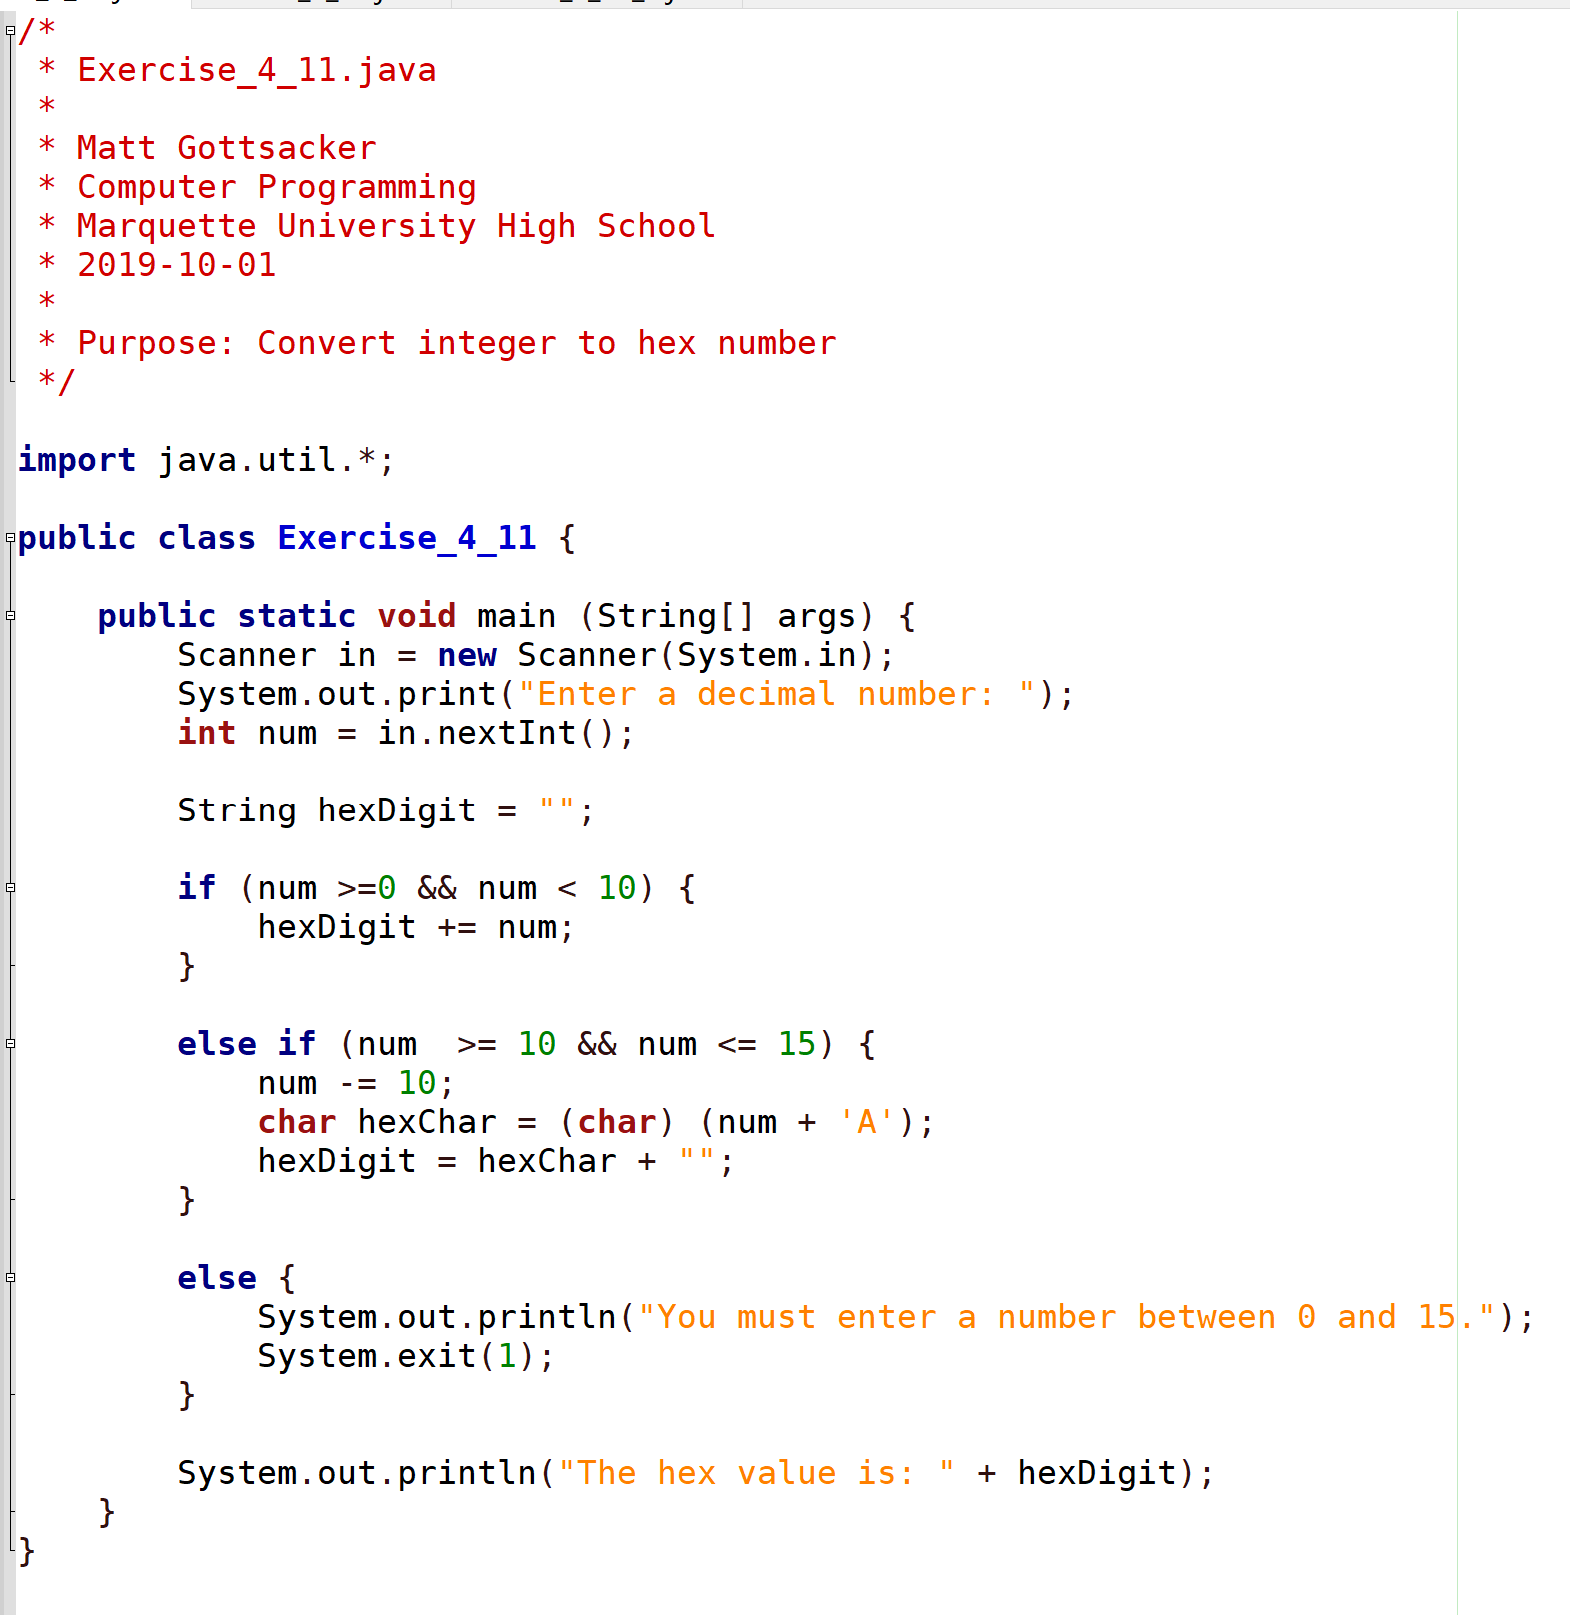 /*
 * Exercise_4_11.java
 *
 * Matt Gottsacker
 * Computer Programming
 * Marquette University High School
 * 2019-10-01
 *
 * Purpose: Convert integer to hex number
 */

import java.util.*;

public class Exercise_4_11 {

    public static void main (String[] args) {
        Scanner in = new Scanner(System.in);
        System.out.print("Enter a decimal number: ");
        int num = in.nextInt();

        String hexDigit = "";

        if (num >=0 && num < 10) {
            hexDigit += num;
        }

        else if (num  >= 10 && num <= 15) {
            num -= 10;
            char hexChar = (char) (num + 'A');
            hexDigit = hexChar + "";
        }

        else {
            System.out.println("You must enter a number between 0 and 15.");
            System.exit(1);
        }

        System.out.println("The hex value is: " + hexDigit);
    }
}